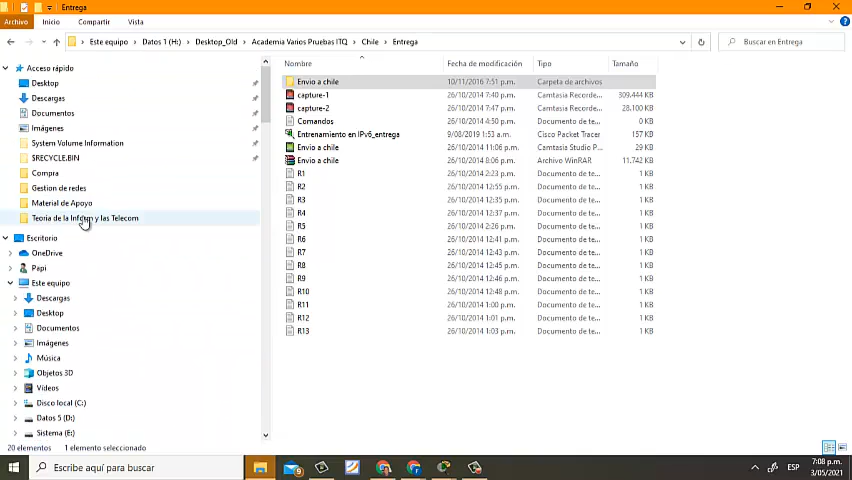 Entrega
Archivo Inicio Compartir Vista
Este equipo > Datos 1 (H:) > Desktop_Old > Academia Varios Pruebas ITQ > Chile > Entrega
Buscar en Entrega
Acceso rápido
Desktop
Descargas
Documentos
Imágenes
System Volume Information
$RECYCLE.BIN
Compra
Gestion de redes
Material de Apoyo
Teoria de la Inform y las Telecom
Escritorio
OneDrive
Papi
Este equipo
Descargas
Desktop
Documentos
Imágenes
Música
Objetos 3D
Vídeos
Disco local (C:)
Datos 5 (D:)
Sistema (E:)
Nombre Fecha de modificación Tipo Tamaño
Envio a chile 10/11/2016 7:51 p.m. Carpeta de archivos
capture-1 26/10/2014 7:40 p.m. Camtasia Recorde... 309.444 KB
capture-2 26/10/2014 7:47 p.m. Camtasia Recorde... 28.100 KB
Comandos 26/10/2014 4:50 p.m. Documento de te... 0 KB
Entrenamiento en IPv6_entrega 9/08/2019 1:53 a.m. Cisco Packet Tracer 157 KB
Envio a chile 26/10/2014 11:06 p.m. Camtasia Studio P... 29 KB
Envio a chile 26/10/2014 8:06 p.m. Archivo WinRAR 11.742 KB
R1 26/10/2014 2:23 p.m. Documento de te... 1 KB
R2 26/10/2014 12:55 p.m. Documento de te... 1 KB
R3 26/10/2014 12:35 p.m. Documento de te... 1 KB
R4 26/10/2014 12:37 p.m. Documento de te... 1 KB
R5 26/10/2014 2:26 p.m. Documento de te... 1 KB
R6 26/10/2014 12:41 p.m. Documento de te... 1 KB
R7 26/10/2014 12:43 p.m. Documento de te... 1 KB
R8 26/10/2014 12:45 p.m. Documento de te... 1 KB
R9 26/10/2014 12:46 p.m. Documento de te... 1 KB
R10 26/10/2014 12:48 p.m. Documento de te... 1 KB
R11 26/10/2014 1:00 p.m. Documento de te... 1 KB
R12 26/10/2014 1:01 p.m. Documento de te... 1 KB
R13 26/10/2014 1:03 p.m. Documento de te... 1 KB
20 elementos 1 elemento seleccionado
Escribe aquí para buscar
9
ESP
7:08 p.m.
3/05/2021